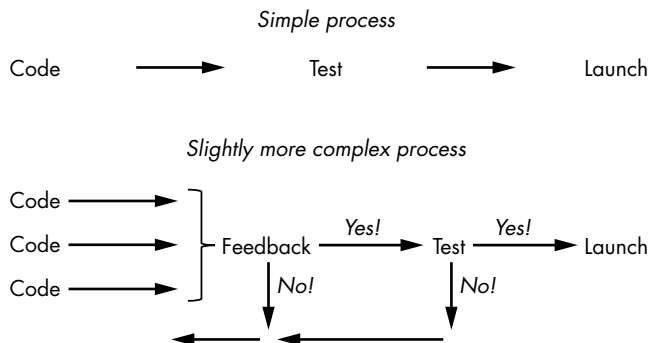 Simple process
Code Test Launch
Slightly more complex process
Code
Code
Code
Feedback Yes! Test Yes! Launch
No! No!